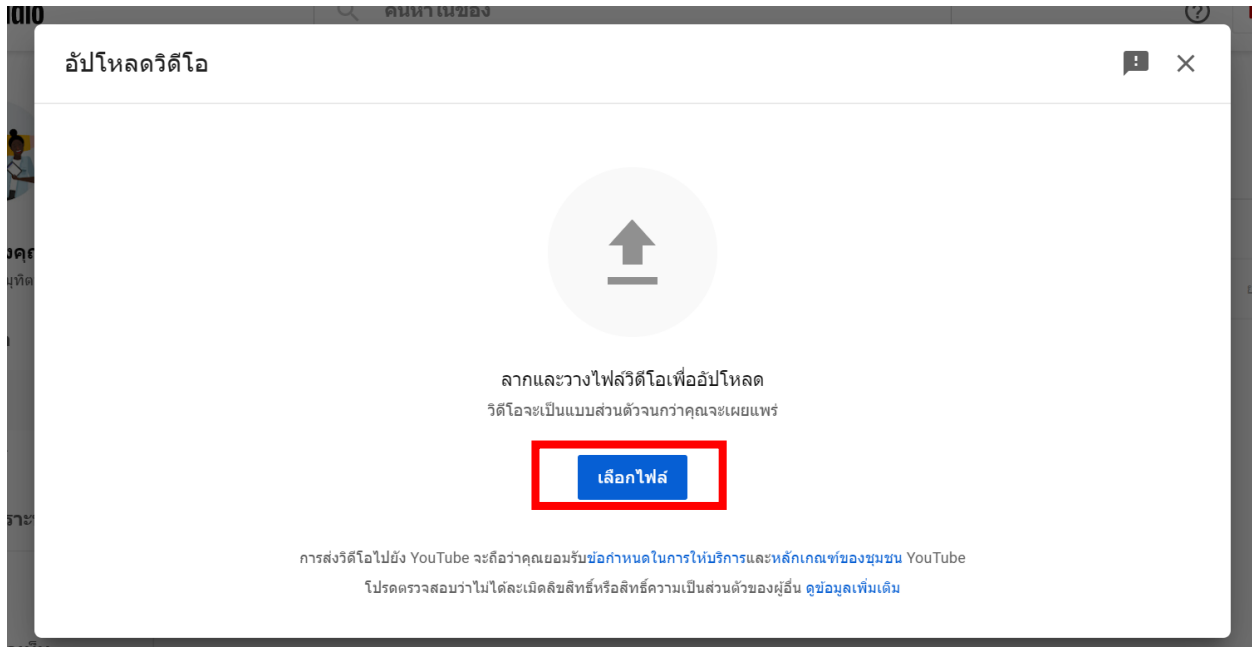 ค้นหาในช่อง
อัปโหลดวิดีโอ
ลากและวางไฟล์วิดีโอเพื่ออัปโหลด
วิดีโอจะเป็นแบบส่วนตัวจนกว่าคุณจะเผยแพร่
เลือกไฟล์
การส่งวิดีโอไปยัง YouTube จะถือว่าคุณยอมรับข้อกำหนดในการให้บริการและหลักเกณฑ์ของชุมชน YouTube
โปรดตรวจสอบว่าไม่ได้ละเมิดลิขสิทธิ์หรือสิทธิ์ความเป็นส่วนตัวของผู้อื่น ดูข้อมูลเพิ่มเติม